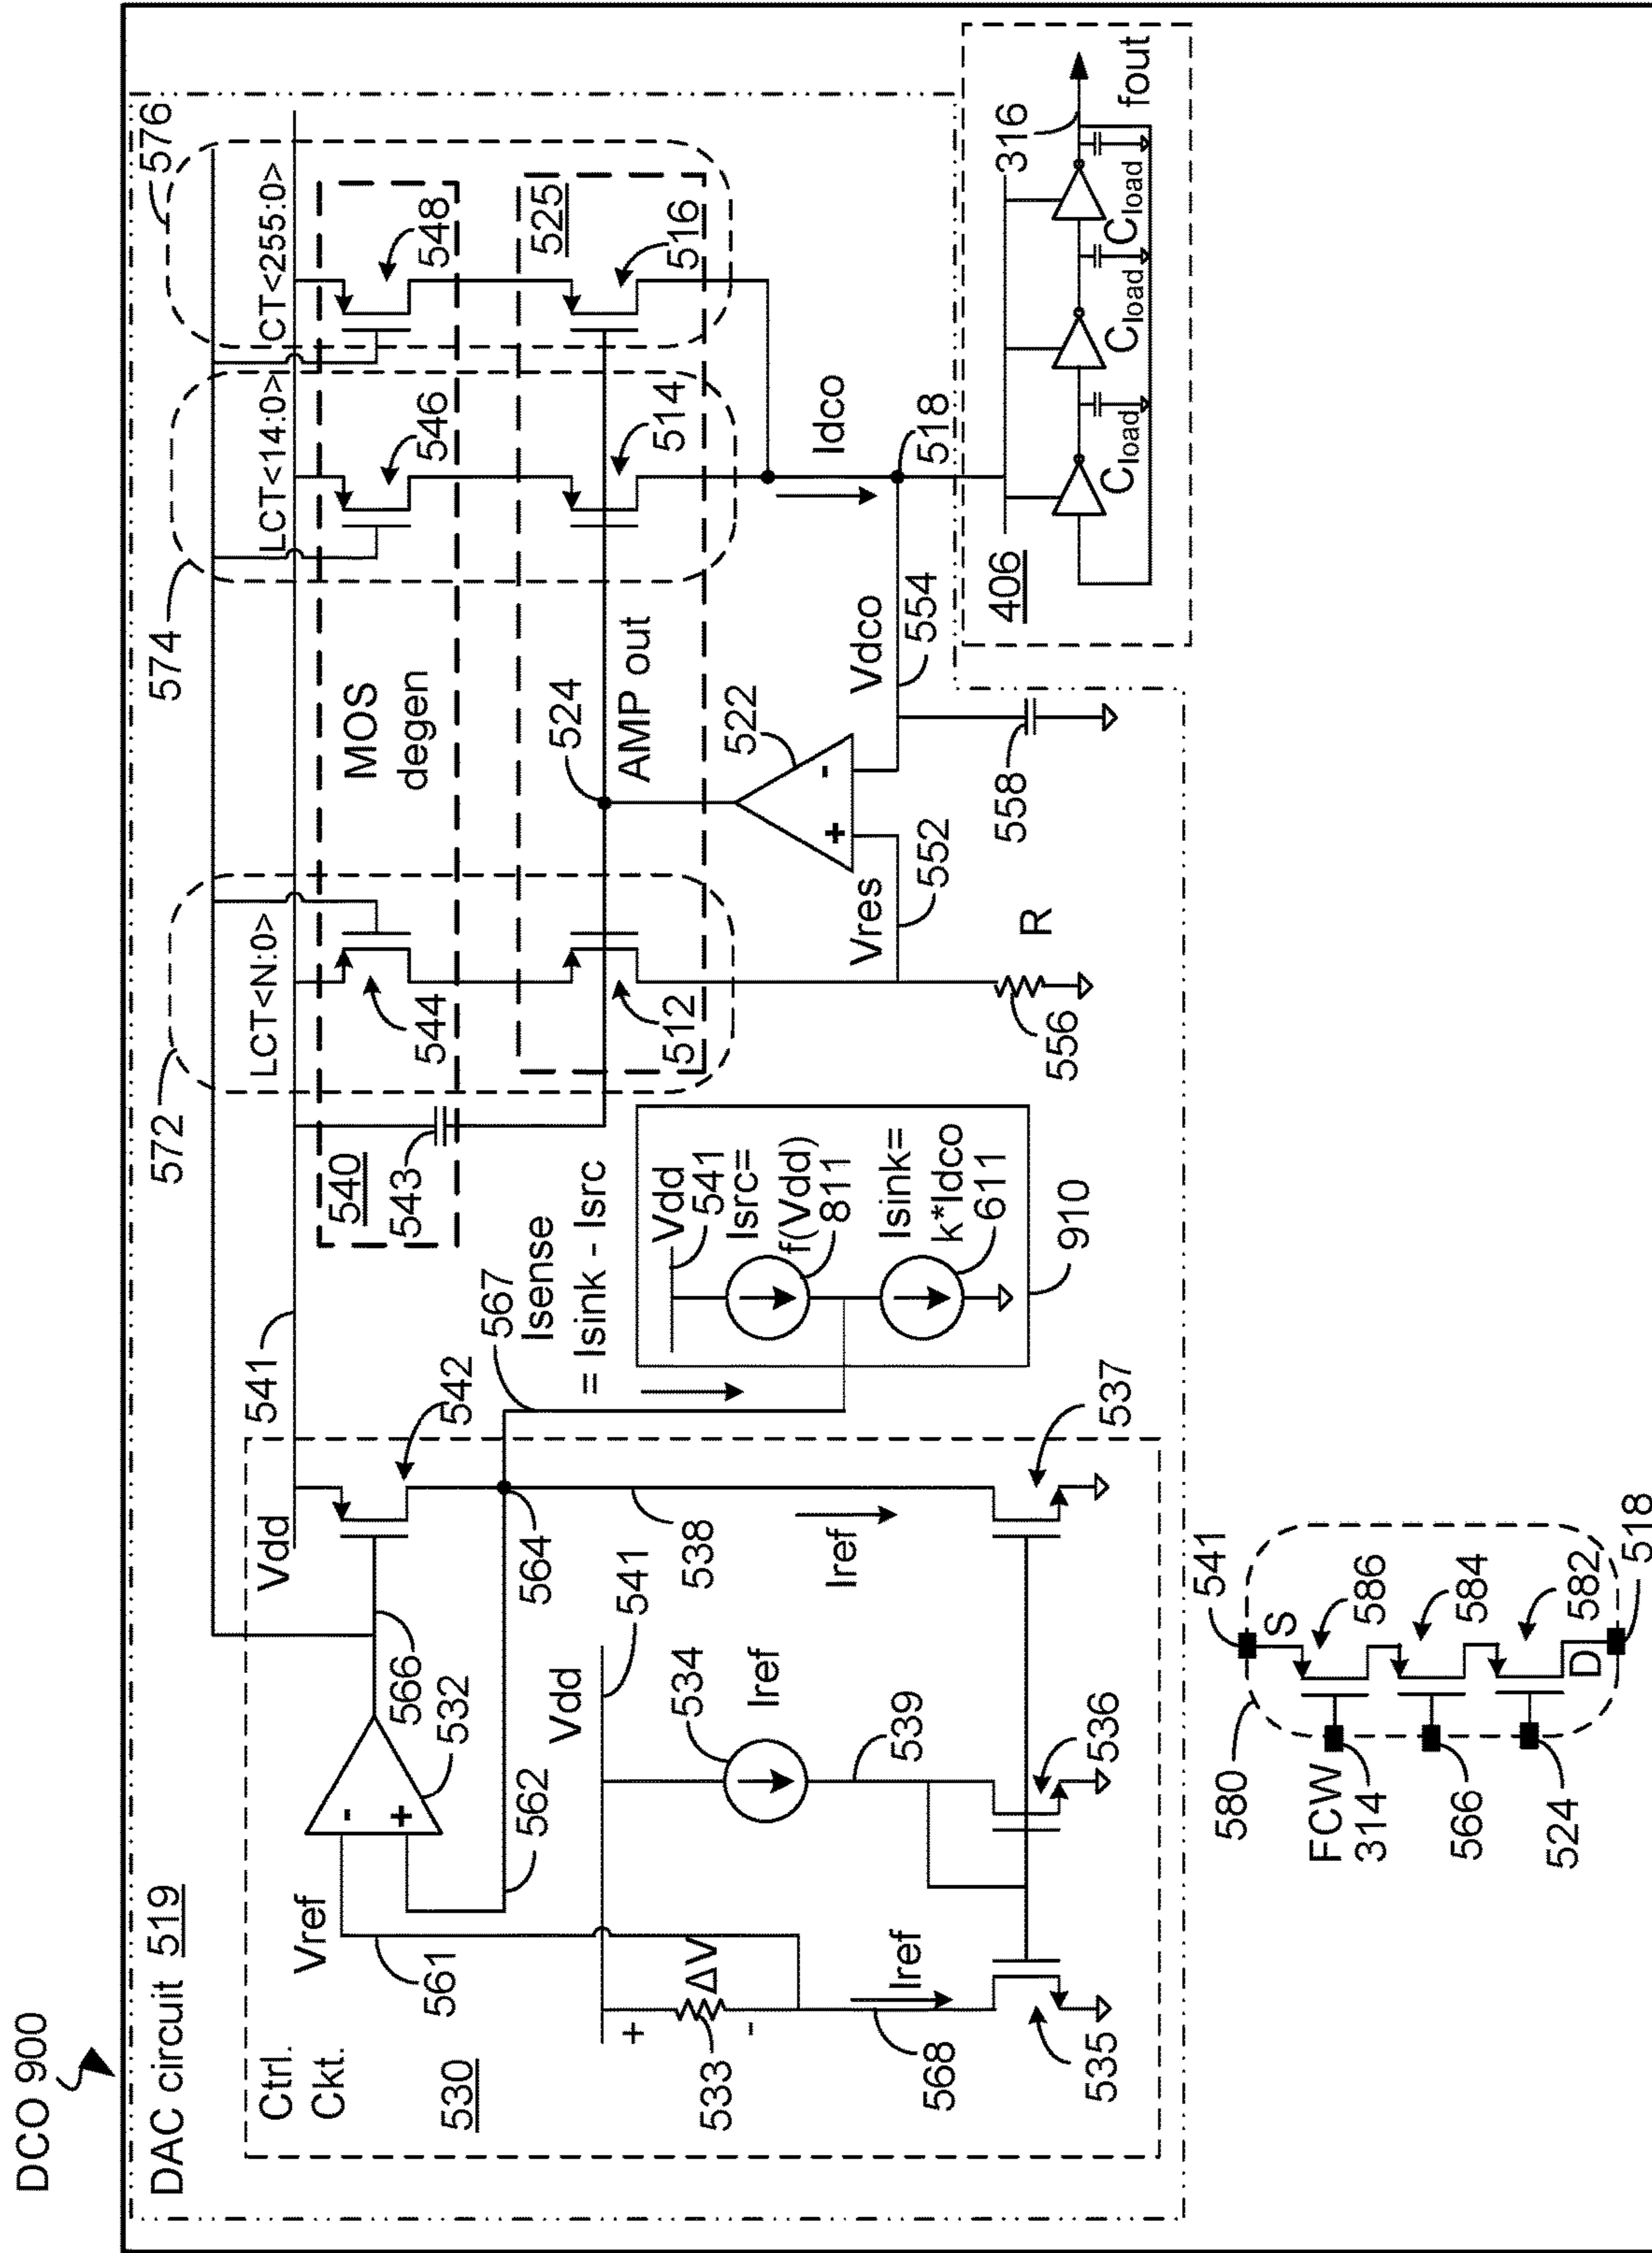 DCO 900
DAC circuit 519
Ctrl.
Ckt.
530
Vref
561
562
532
566
Vdd
541
542
564
538
Iref
537
Vdd
541
534
Iref
539
536
+
ΔV
-
533
Iref
568
535
-
+
567
Isense
= Isink - Isrc
Vdd
541
Isrc=
f(Vdd)
811
Isink=
k*Idco
611
910
572
574
576
LCT<N:0>
LCT<14:0>
LCT<255:0>
540
543
MOS
degen
544
546
548
525
512
514
516
524
AMP out
522
+
-
Vres
552
Vdco
554
Idco
518
R
556
558
406
316
fout
Cload
Cload
Cload
580
541
S
586
584
582
D
518
FCW
314
566
524